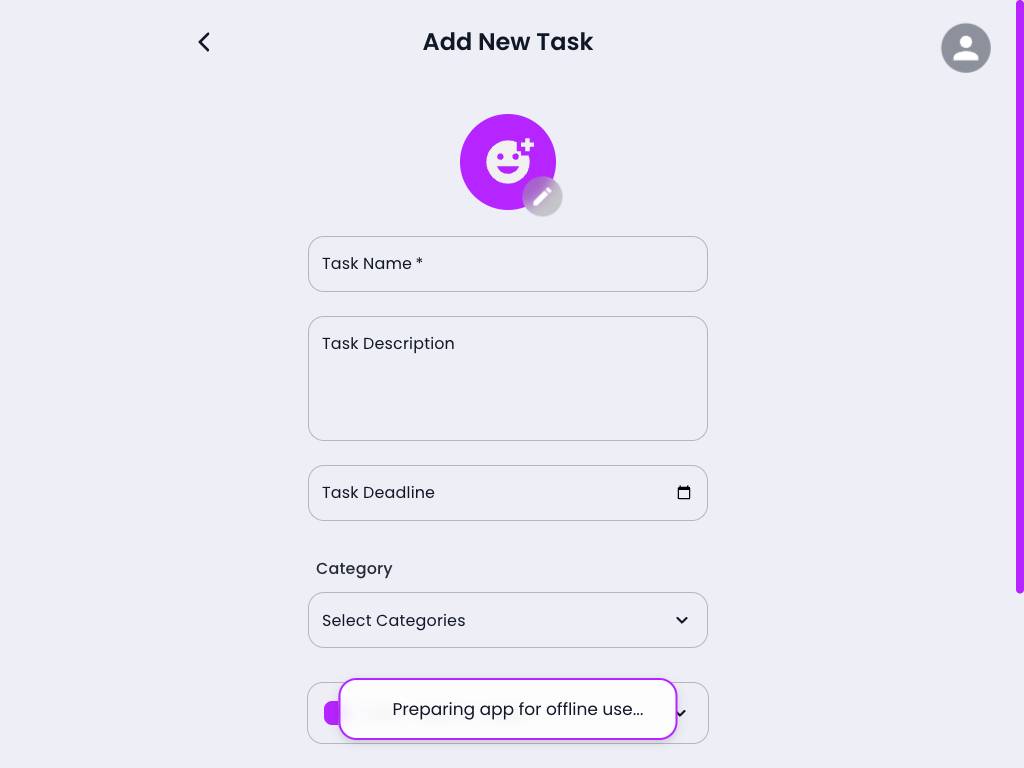 Add New Task
Task Name *
Task Description
Task Deadline
Category
Select Categories
Preparing app for offline use...